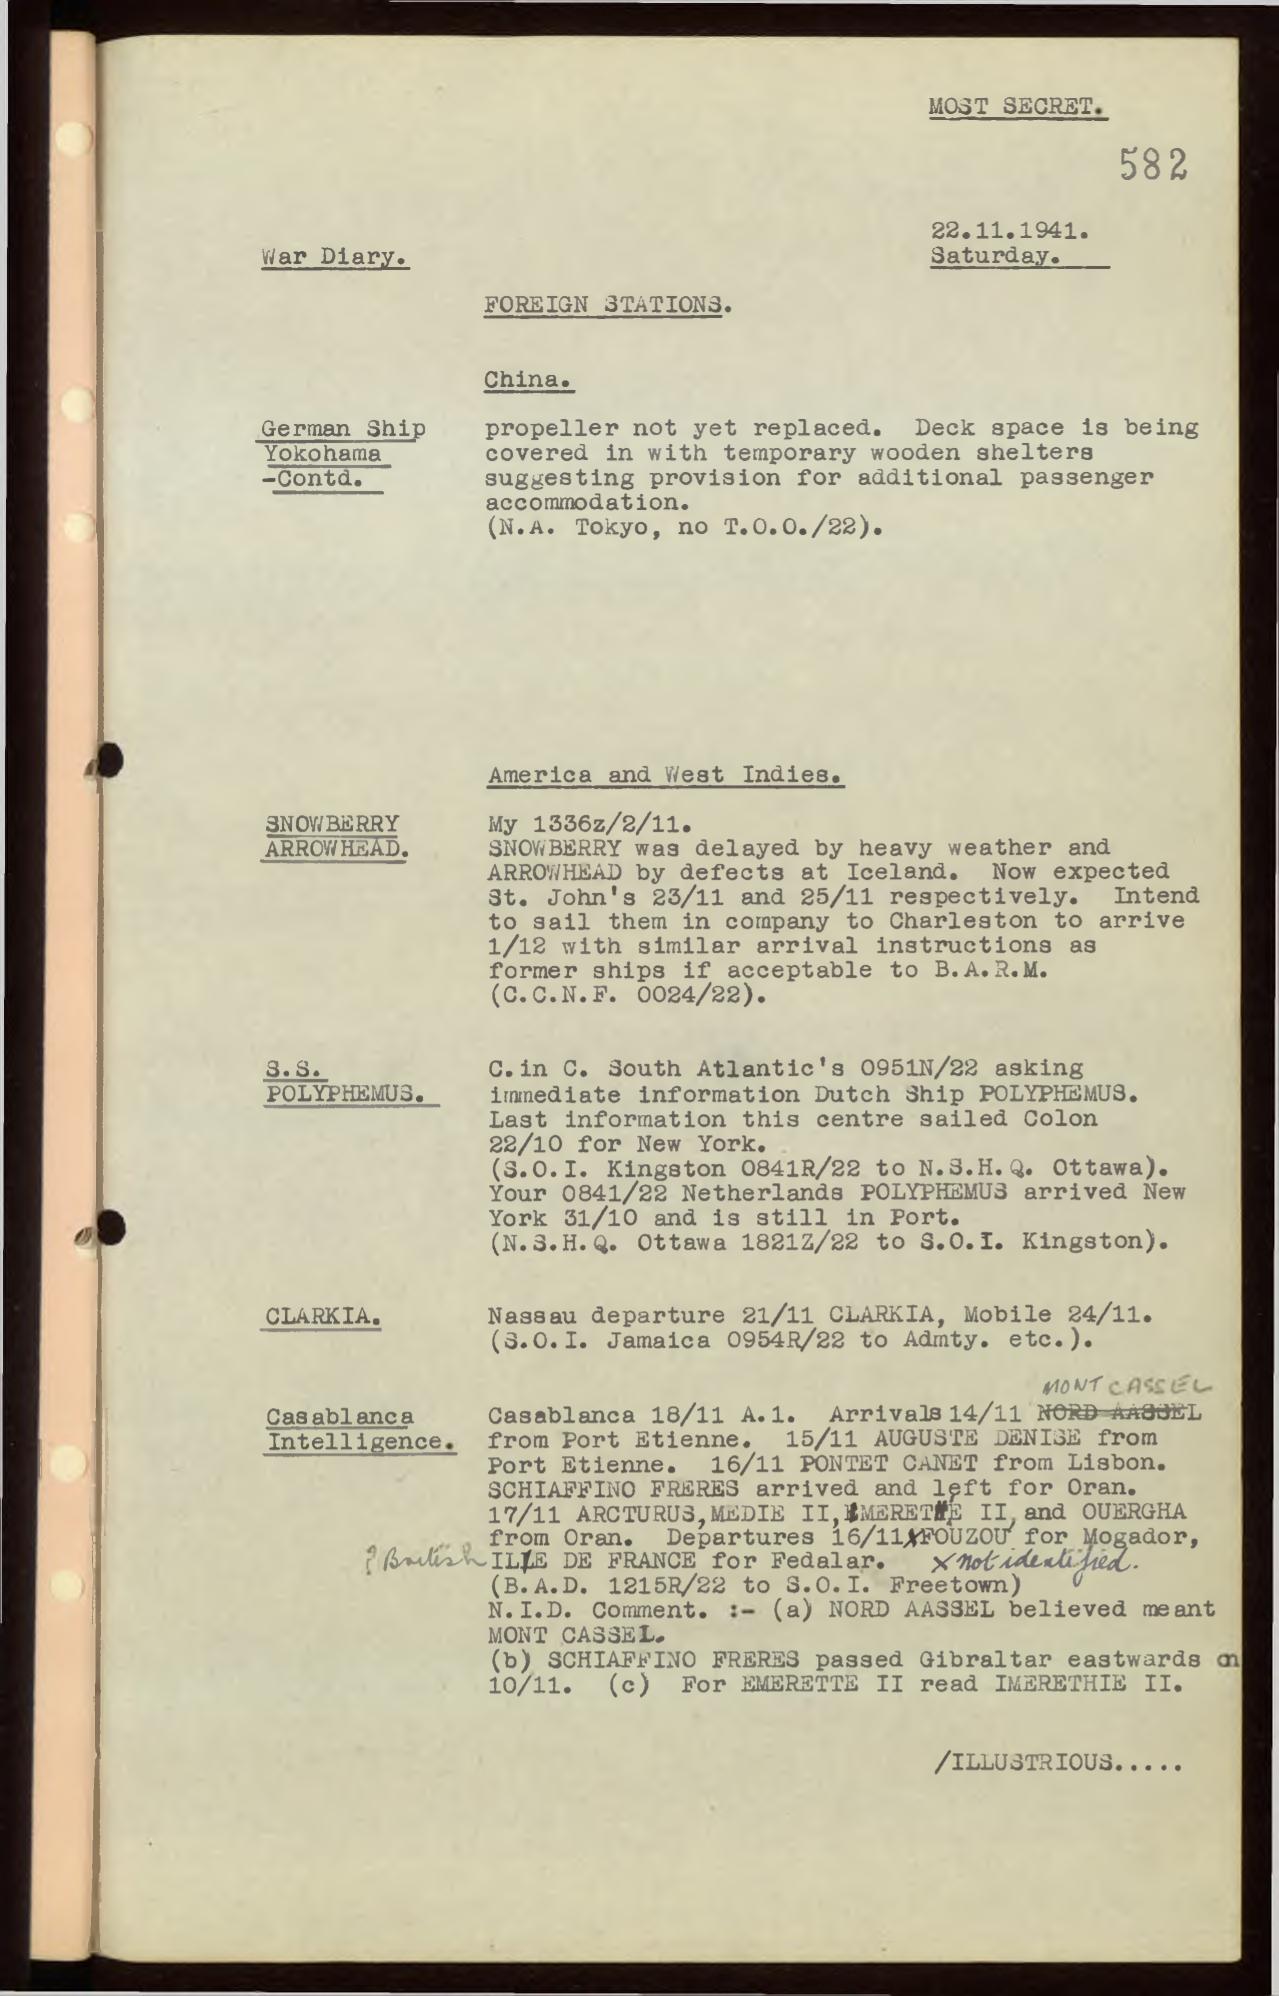 MOST SECRET.
582
22.11.1941.
War Diary. Saturday.
FOREIGN STATIONS.
China.
German Ship propeller not yet replaced. Deck space is being
Yokohama covered in with temporary wooden shelters
-Contd. suggesting provision for additional passenger
accommodation.
(N.A. Tokyo, no T.O.O./22).
America and West Indies.
SNOWBERRY My 1336z/2/11.
ARROWHEAD. SNOWBERRY was delayed by heavy weather and
ARROWHEAD by defects at Iceland. Now expected
St. John's 23/11 and 25/11 respectively. Intend
to sail them in company to Charleston to arrive
1/12 with similar arrival instructions as
former ships if acceptable to B.A.R.M.
(C.C.N.F. 0024/22).
S.S. C.in C. South Atlantic's 0951N/22 asking
POLYPHEMUS. immediate information Dutch Ship POLYPHEMUS.
Last information this centre sailed Colon
22/10 for New York.
(S.O.I. Kingston 0841R/22 to N.S.H.Q. Ottawa).
Your 0841/22 Netherlands POLYPHEMUS arrived New
York 31/10 and is still in Port.
(N.S.H.Q. Ottawa 1821Z/22 to S.O.I. Kingston).
CLARKIA. Nassau departure 21/11 CLARKIA, Mobile 24/11.
(S.O.I. Jamaica 0954R/22 to Admty. etc.).
MONT CASSEL
Casablanca Casablanca 18/11 A.1. Arrivals 14/11 NORD AASSEL
Intelligence. from Port Etienne. 15/11 AUGUSTE DENISE from
Port Etienne. 16/11 PONTET CANET from Lisbon.
SCHIAFFINO FRERES arrived and left for Oran.
17/11 ARCTURUS, MEDIE II, IMERETHE II, and OUERGHA
from Oran. Departures 16/11 x FOUZOU for Mogador,
? British ILE DE FRANCE for Fedalar. x not identified.
(B.A.D. 1215R/22 to S.O.I. Freetown)
N.I.D. Comment. :- (a) NORD AASSEL believed meant
MONT CASSEL.
(b) SCHIAFFINO FRERES passed Gibraltar eastwards on
10/11. (c) For EMERETTE II read IMERETHIE II.
/ILLUSTRIOUS.....